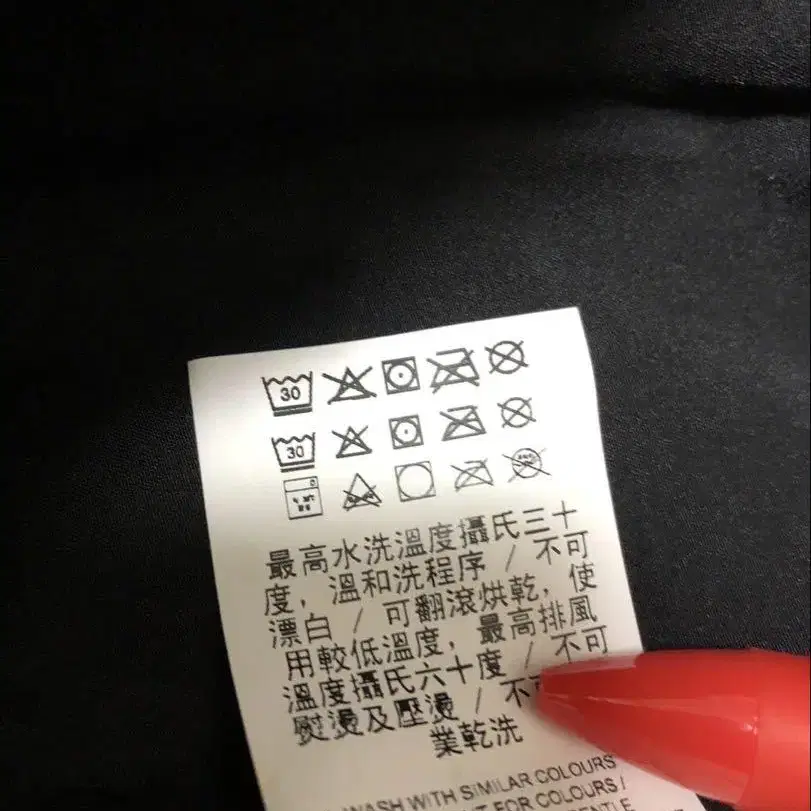 30
30
最高水洗溫度攝氏三十
度，溫和洗程序 / 不可
漂白 / 可翻滾烘乾，使
用較低溫度，最高排風
溫度攝氏六十度 / 不可
熨燙及壓燙 / 不
業乾洗
WASH WITH SIMILAR COLOURS
FOR COLOURS /